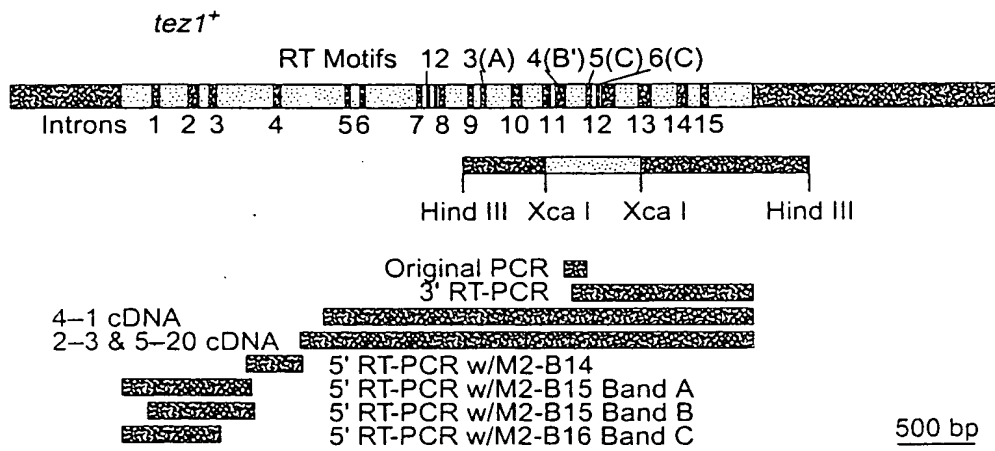 tez1+
RT Motifs 12 3(A) 4(B') 5(C) 6(C)
Introns 1 2 3 4 5 6 7 8 9 10 11 12 13 14 15
Hind III Xca I Xca I Hind III
Original PCR
3' RT-PCR
4–1 cDNA
2–3 & 5–20 cDNA
5' RT-PCR w/M2-B14
5' RT-PCR w/M2-B15 Band A
5' RT-PCR w/M2-B15 Band B
5' RT-PCR w/M2-B16 Band C
500 bp